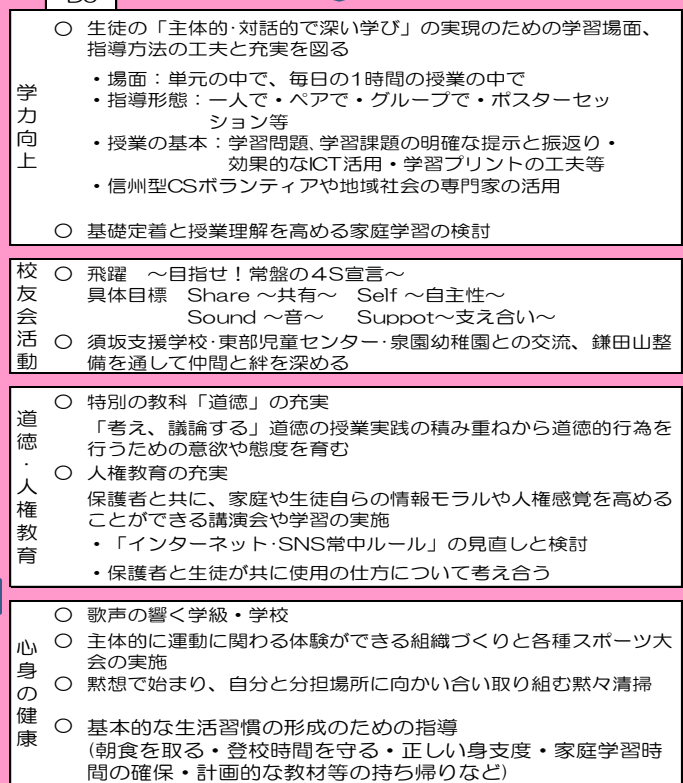 Do
学力向上
○ 生徒の「主体的・対話的で深い学び」の実現のための学習場面、
指導方法の工夫と充実を図る
・場面：単元の中で、毎日の1時間の授業の中で
・指導形態：一人で・ペアで・グループで・ポスターセッ
ション等
・授業の基本：学習問題、学習課題の明確な提示と振返り・
効果的なICT活用・学習プリントの工夫等
・信州型CSボランティアや地域社会の専門家の活用
○ 基礎定着と授業理解を高める家庭学習の検討
校友会活動
○ 飛躍 ～目指せ！常盤の４Ｓ宣言～
具体目標 Share ～共有～ Self ～自主性～
Sound ～音～ Suppot～支え合い～
○ 須坂支援学校・東部児童センター・泉園幼稚園との交流、鎌田山整
備を通して仲間と絆を深める
道徳・人権教育
○ 特別の教科「道徳」の充実
「考え、議論する」道徳の授業実践の積み重ねから道徳的行為を
行うための意欲や態度を育む
○ 人権教育の充実
保護者と共に、家庭や生徒自らの情報モラルや人権感覚を高める
ことができる講演会や学習の実施
・「インターネット・SNS常中ルール」の見直しと検討
・保護者と生徒が共に使用の仕方について考え合う
心身の健康
○ 歌声の響く学級・学校
○ 主体的に運動に関わる体験ができる組織づくりと各種スポーツ大
会の実施
○ 黙想で始まり、自分と分担場所に向かい合い取り組む黙々清掃
○ 基本的な生活習慣の形成のための指導
(朝食を取る・登校時間を守る・正しい身支度・家庭学習時
間の確保・計画的な教材等の持ち帰りなど)